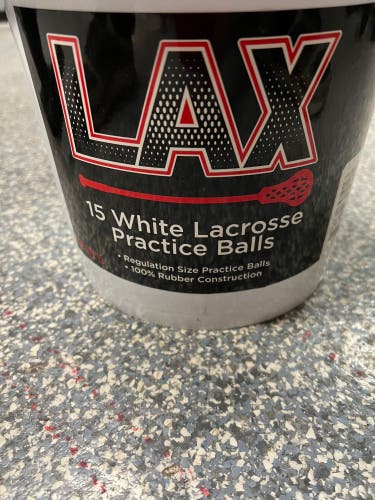 LAX
15 White Lacrosse
Practice Balls
• Regulation Size Practice Balls
• 100% Rubber Construction